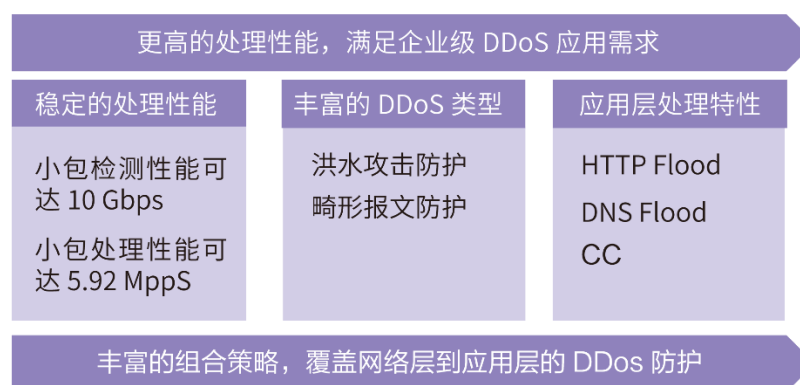 更高的处理性能，满足企业级 DDoS 应用需求
稳定的处理性能
小包检测性能可
达 10 Gbps
小包处理性能可
达 5.92 MppS
丰富的 DDoS 类型
洪水攻击防护
畸形报文防护
应用层处理特性
HTTP Flood
DNS Flood
CC
丰富的组合策略，覆盖网络层到应用层的 DDos 防护